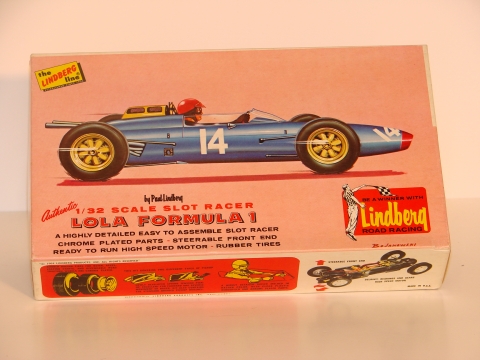 the
LINDBERG
line
14
14
by Paul Lindberg
Authentic 1/32 SCALE SLOT RACER
LOLA FORMULA 1
A HIGHLY DETAILED EASY TO ASSEMBLE SLOT RACER
CHROME PLATED PARTS - STEERABLE FRONT END
READY TO RUN HIGH SPEED MOTOR - RUBBER TIRES
BE A WINNER WITH
Lindberg
ROAD RACING
MADE IN U.S.A.